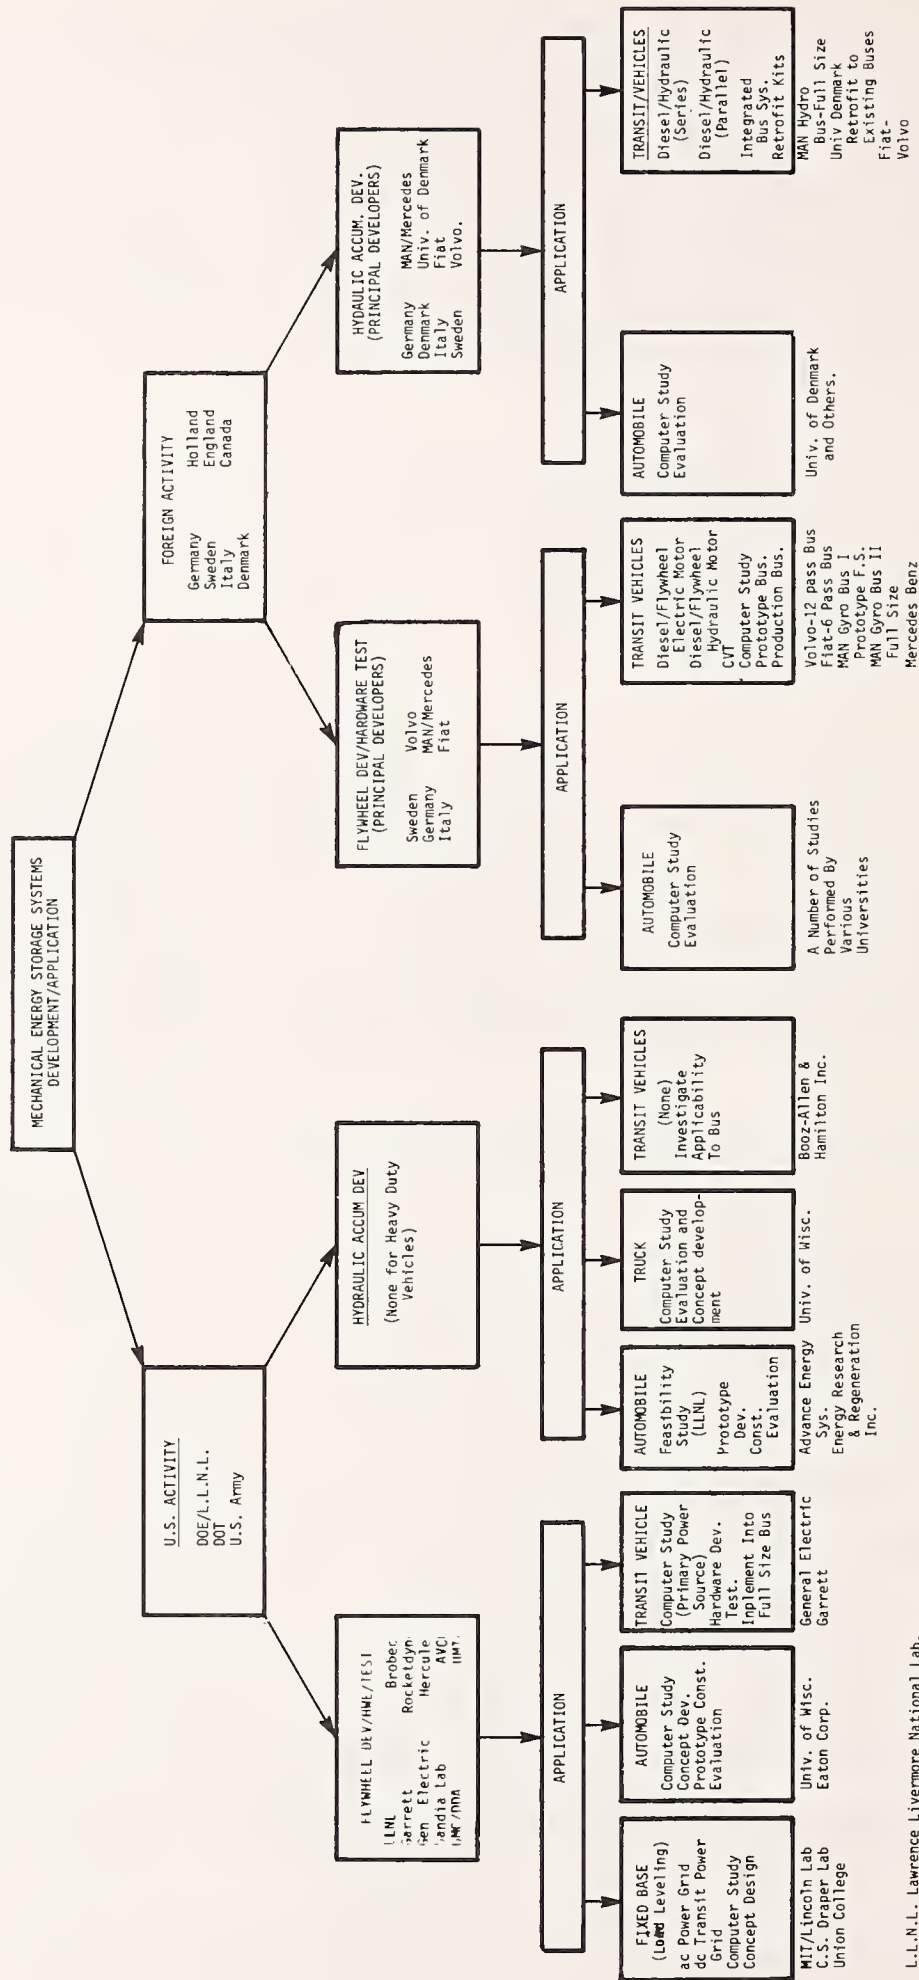 MECHANICAL ENERGY STORAGE SYSTEMS
DEVELOPMENT/APPLICATION
U.S. ACTIVITY
DOE/L.L.N.L.
DOT
U.S. Army
FOREIGN ACTIVITY
Germany Holland
Sweden England
Italy Canada
Denmark
FLYWHELL DEV/HWE/TEST
LLNL Brobec
Garrett Rocketdyn
Gen Electric Hercule
Sandia Lab AVCO
GMC/DDA
HYDRAULIC ACCUM DEV
(None for Heavy Duty
Vehicles)
FLYWHEEL DEV/HARDWARE TEST
(PRINCIPAL DEVELOPERS)
Sweden Volvo
Germany MAN/Mercedes
Italy Fiat
HYDAULIC ACCUM. DEV.
(PRINCIPAL DEVELOPERS)
Germany MAN/Mercedes
Denmark Univ. of Denmark
Italy Fiat
Sweden Volvo.
APPLICATION
APPLICATION
APPLICATION
APPLICATION
FIXED BASE
(Load Leveling)
ac Power Grid
dc Transit Power
Grid
Computer Study
Concept Design
MIT/Lincoln Lab
C.S. Draper Lab
Union College
AUTOMOBILE
Computer Study
Concept Dev.
Prototype Const.
Evaluation
Univ. of Wisc.
Eaton Corp.
TRANSIT VEHICLE
Computer Study
(Primary Power
Source)
Hardware Dev.
Test.
Inplement Into
Full Size Bus
General Electric
Garrett
AUTOMOBILE
Feasibility
Study
(LLNL)
Prototype
Dev.
Const.
Evaluation
Advance Energy
Sys.
Energy Research
& Regeneration
Inc.
TRUCK
Computer Study
Evaluation and
Concept develop-
ment
Univ. of Wisc.
TRANSIT VEHICLES
(None)
Investigate
Applicability
To Bus
Booz-Allen &
Hamilton Inc.
AUTOMOBILE
Computer Study
Evaluation
A Number of Studies
Performed By
Various
Universities
TRANSIT VEHICLES
Diesel/Flywheel
Electric Motor
Diesel/Flywheel
Hydraulic Motor
CVT
Computer Study
Prototype Bus.
Production Bus.
Volvo-12 pass Bus
Fiat-6 Pass Bus
MAN Gyro Bus I
Prototype F.S.
MAN Gyro Bus II
Full Size
Mercedes Benz
AUTOMOBILE
Computer Study
Evaluation
Univ. of Denmark
and Others.
TRANSIT/VEHICLES
Diesel/Hydraulic
(Series)
Diesel/Hydraulic
(Parallel)
Integrated
Bus Sys.
Retrofit Kits
MAN Hydro
Bus-Full Size
Univ Denmark
Retrofit to
Existing Buses
Fiat-
Volvo
L.L.N.L. Lawrence Livermore National Lab.